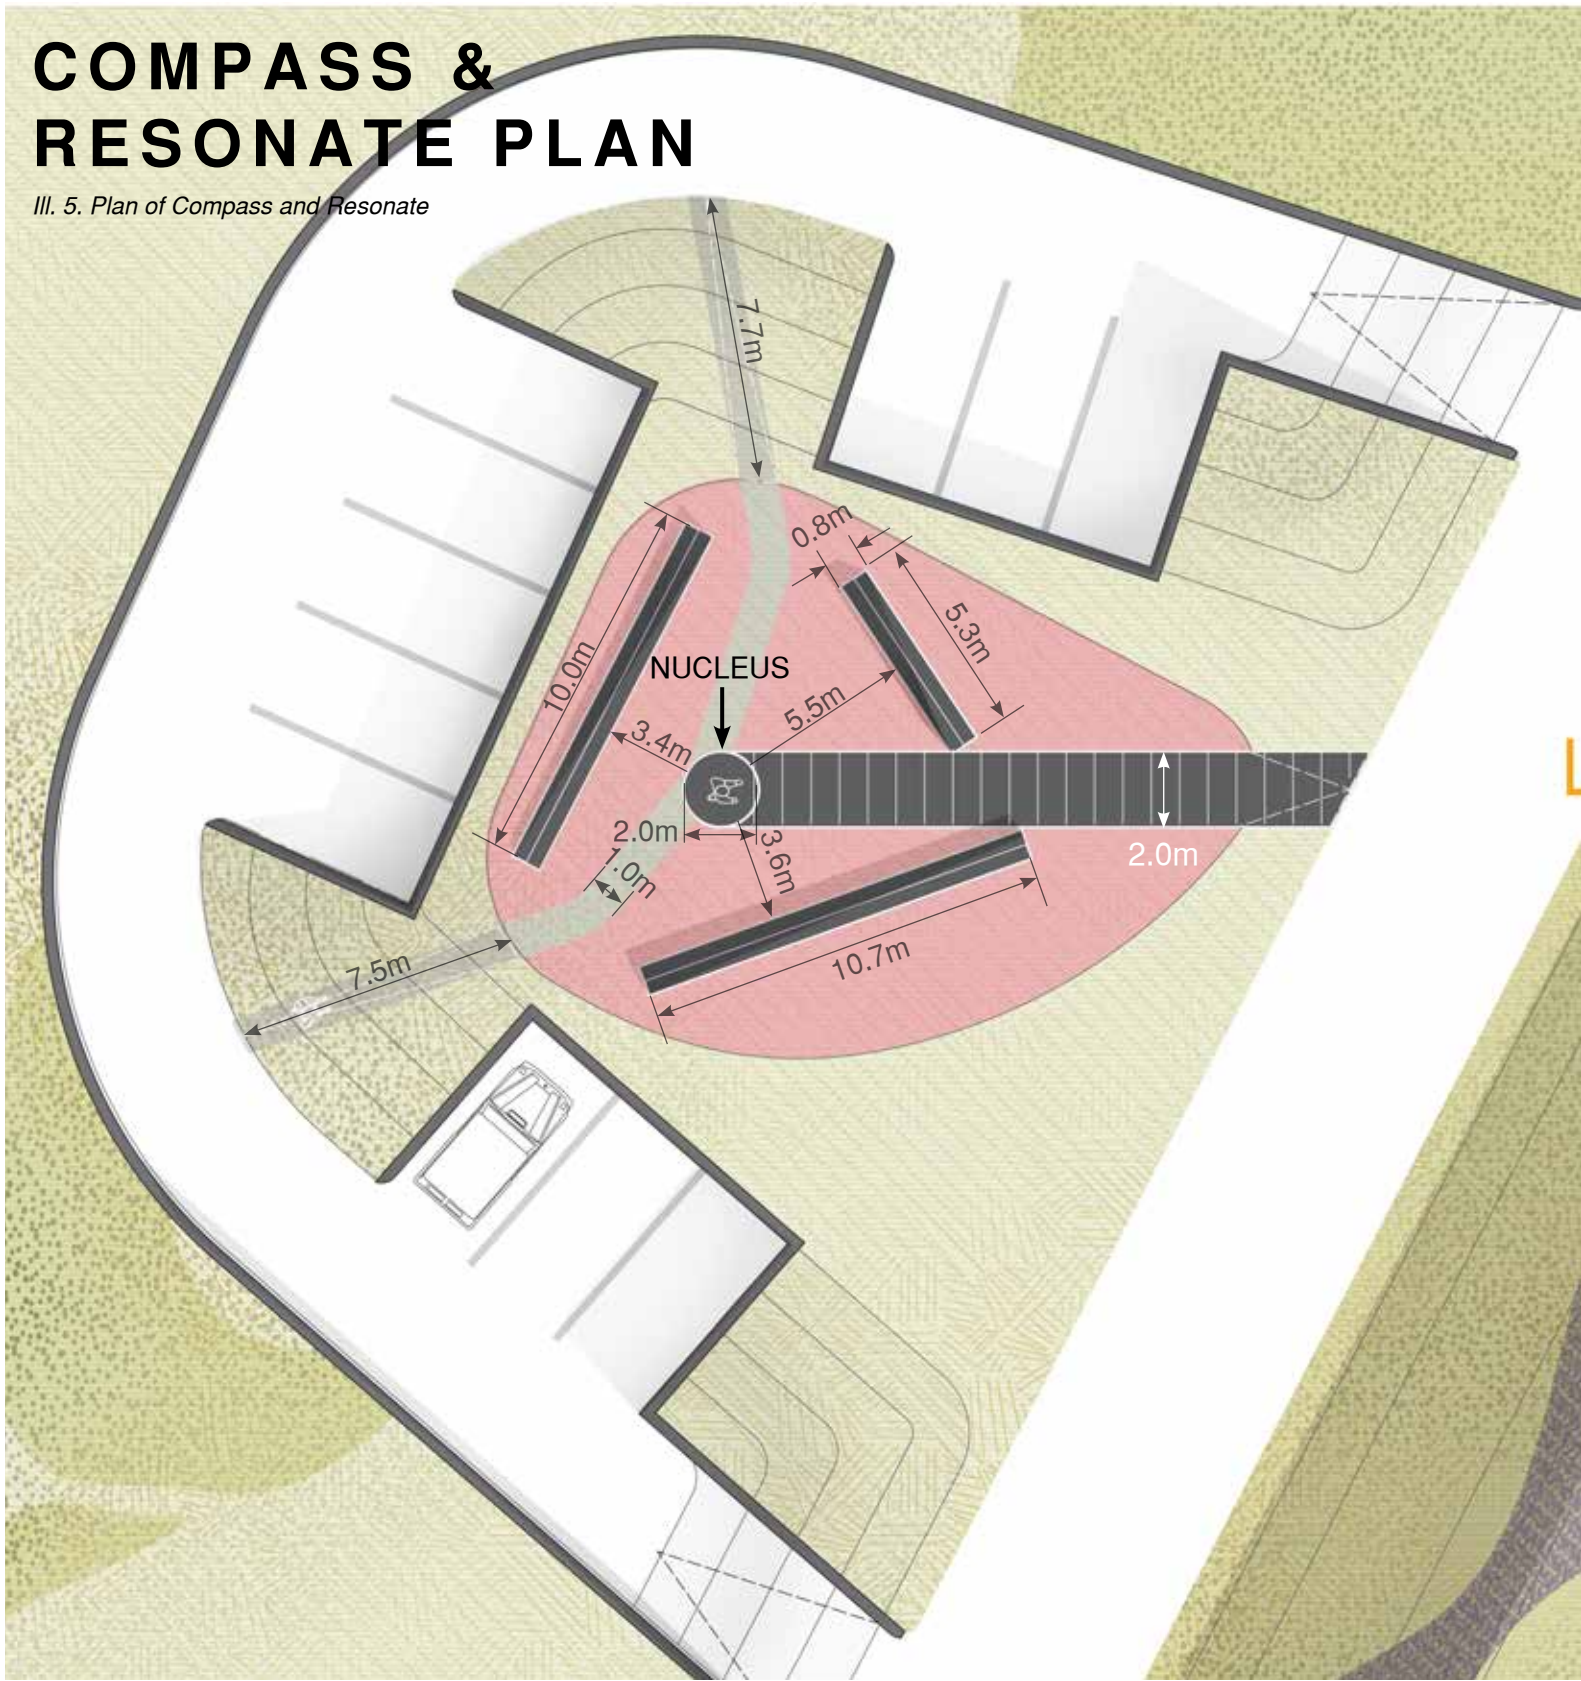 COMPASS &
RESONATE PLAN
Ill. 5. Plan of Compass and Resonate
7.7m
0.8m
5.3m
10.0m
NUCLEUS
5.5m
3.4m
2.0m
3.6m
1.0m
2.0m
10.7m
7.5m
L